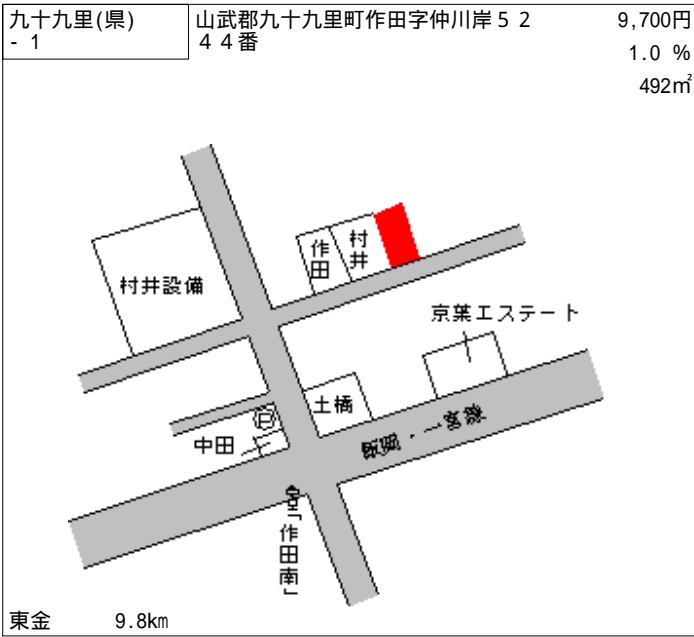 九十九里(県)
- 1
山武郡九十九里町作田字仲川岸５２
４４番
9,700円
1.0 %
492㎡
村井設備
作田
村井
京葉エステート
土橋
中田
飯岡・一宮線
「作田南」
東金 9.8km